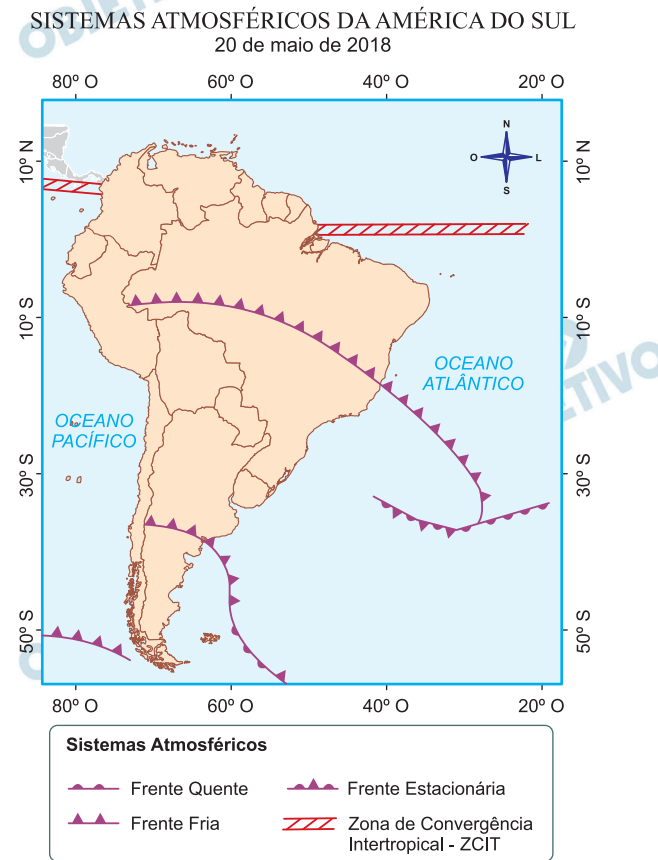 SISTEMAS ATMOSFÉRICOS DA AMÉRICA DO SUL
20 de maio de 2018
80º O 60º O 40º O 20º O
10º N 10º N
N
O L
S
10º S 10º S
OCEANO
ATLÂNTICO
OCEANO
PACÍFICO
30º S 30º S
50º S 50º S
80º O 60º O 40º O 20º O
Sistemas Atmosféricos
Frente Quente Frente Estacionária
Frente Fria Zona de Convergência
Intertropical - ZCIT